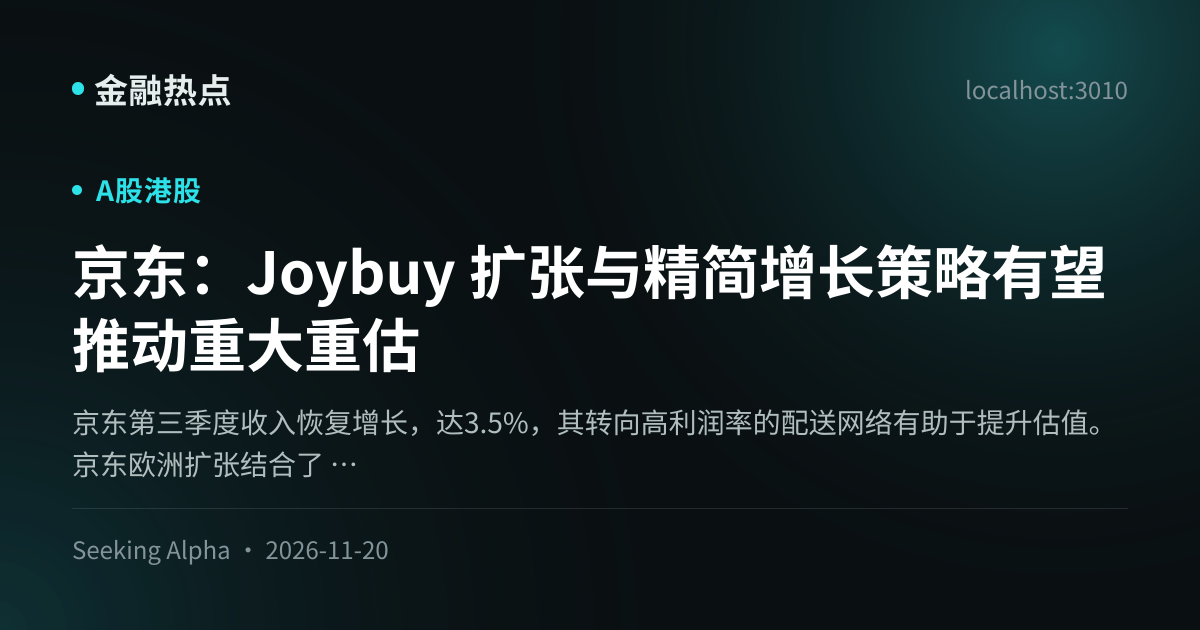 金融热点
localhost:3010
A股港股
京东：Joybuy 扩张与精简增长策略有望
推动重大重估
京东第三季度收入恢复增长，达3.5%，其转向高利润率的配送网络有助于提升估值。
京东欧洲扩张结合了 …
Seeking Alpha · 2026-11-20